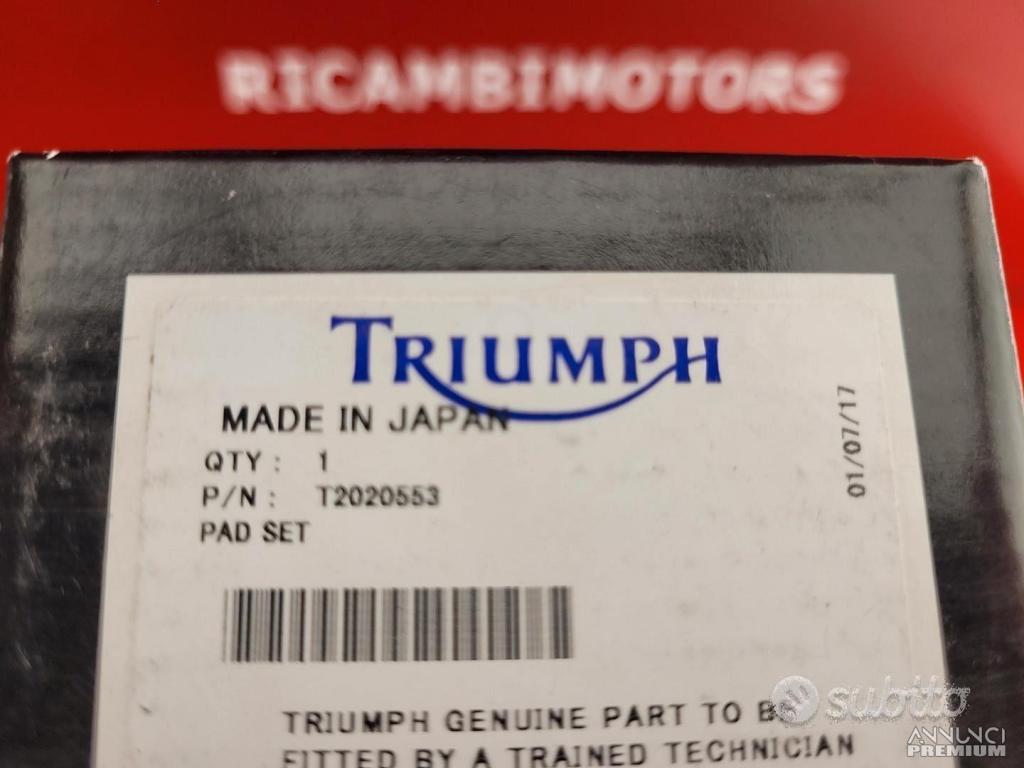 RICAMBIMOTORS
TRIUMPH
MADE IN JAPAN
01/07/17
QTY : 1
P/N : T2020553
PAD SET
TRIUMPH GENUINE PART TO BE
FITTED BY A TRAINED TECHNICIAN
subito
ANNUNCI
PREMIUM